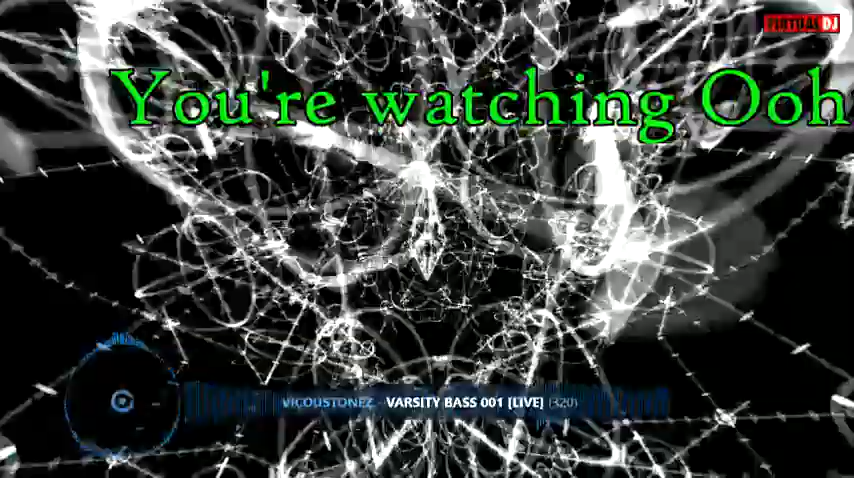 VIRTUAL DJ
You're watching Ooh
VICOUSTONEZ - VARSITY BASS 001 [LIVE] (320)